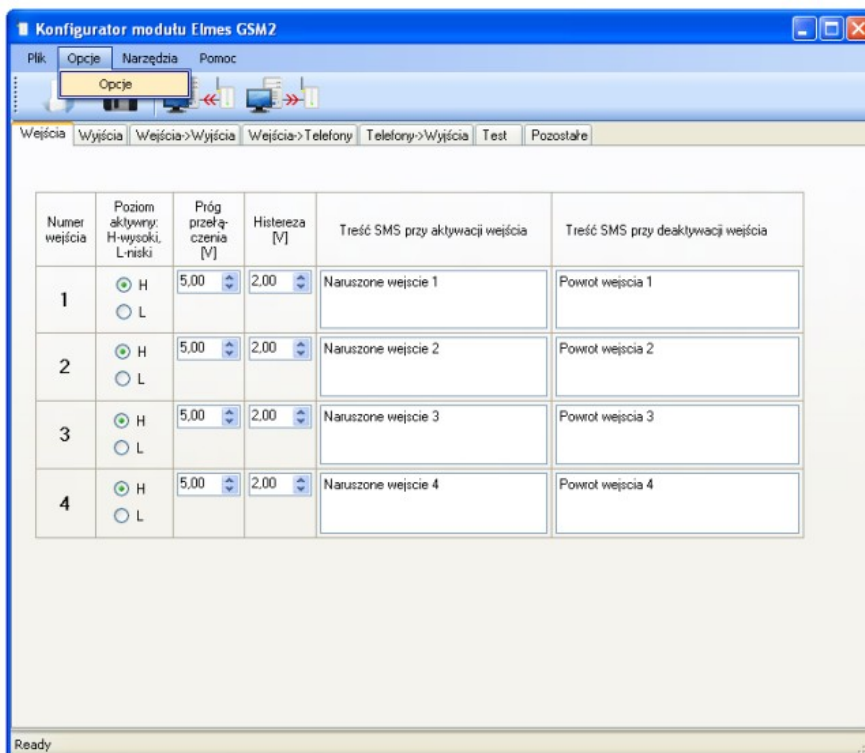 Konfigurator modułu Elmes GSM2
Plik Opcje Narzędzia Pomoc
Opcje
Wejścia Wyjścia Wejścia->Wyjścia Wejścia->Telefony Telefony->Wyjścia Test Pozostałe
Numer wejścia
Poziom aktywny: H-wysoki, L-niski
Próg przełą-czenia [V]
Histereza [V]
Treść SMS przy aktywacji wejścia
Treść SMS przy deaktywacji wejścia
1 H L 5,00 2,00 Naruszone wejscie 1 Powrot wejscia 1
2 H L 5,00 2,00 Naruszone wejscie 2 Powrot wejscia 2
3 H L 5,00 2,00 Naruszone wejscie 3 Powrot wejscia 3
4 H L 5,00 2,00 Naruszone wejscie 4 Powrot wejscia 4
Ready